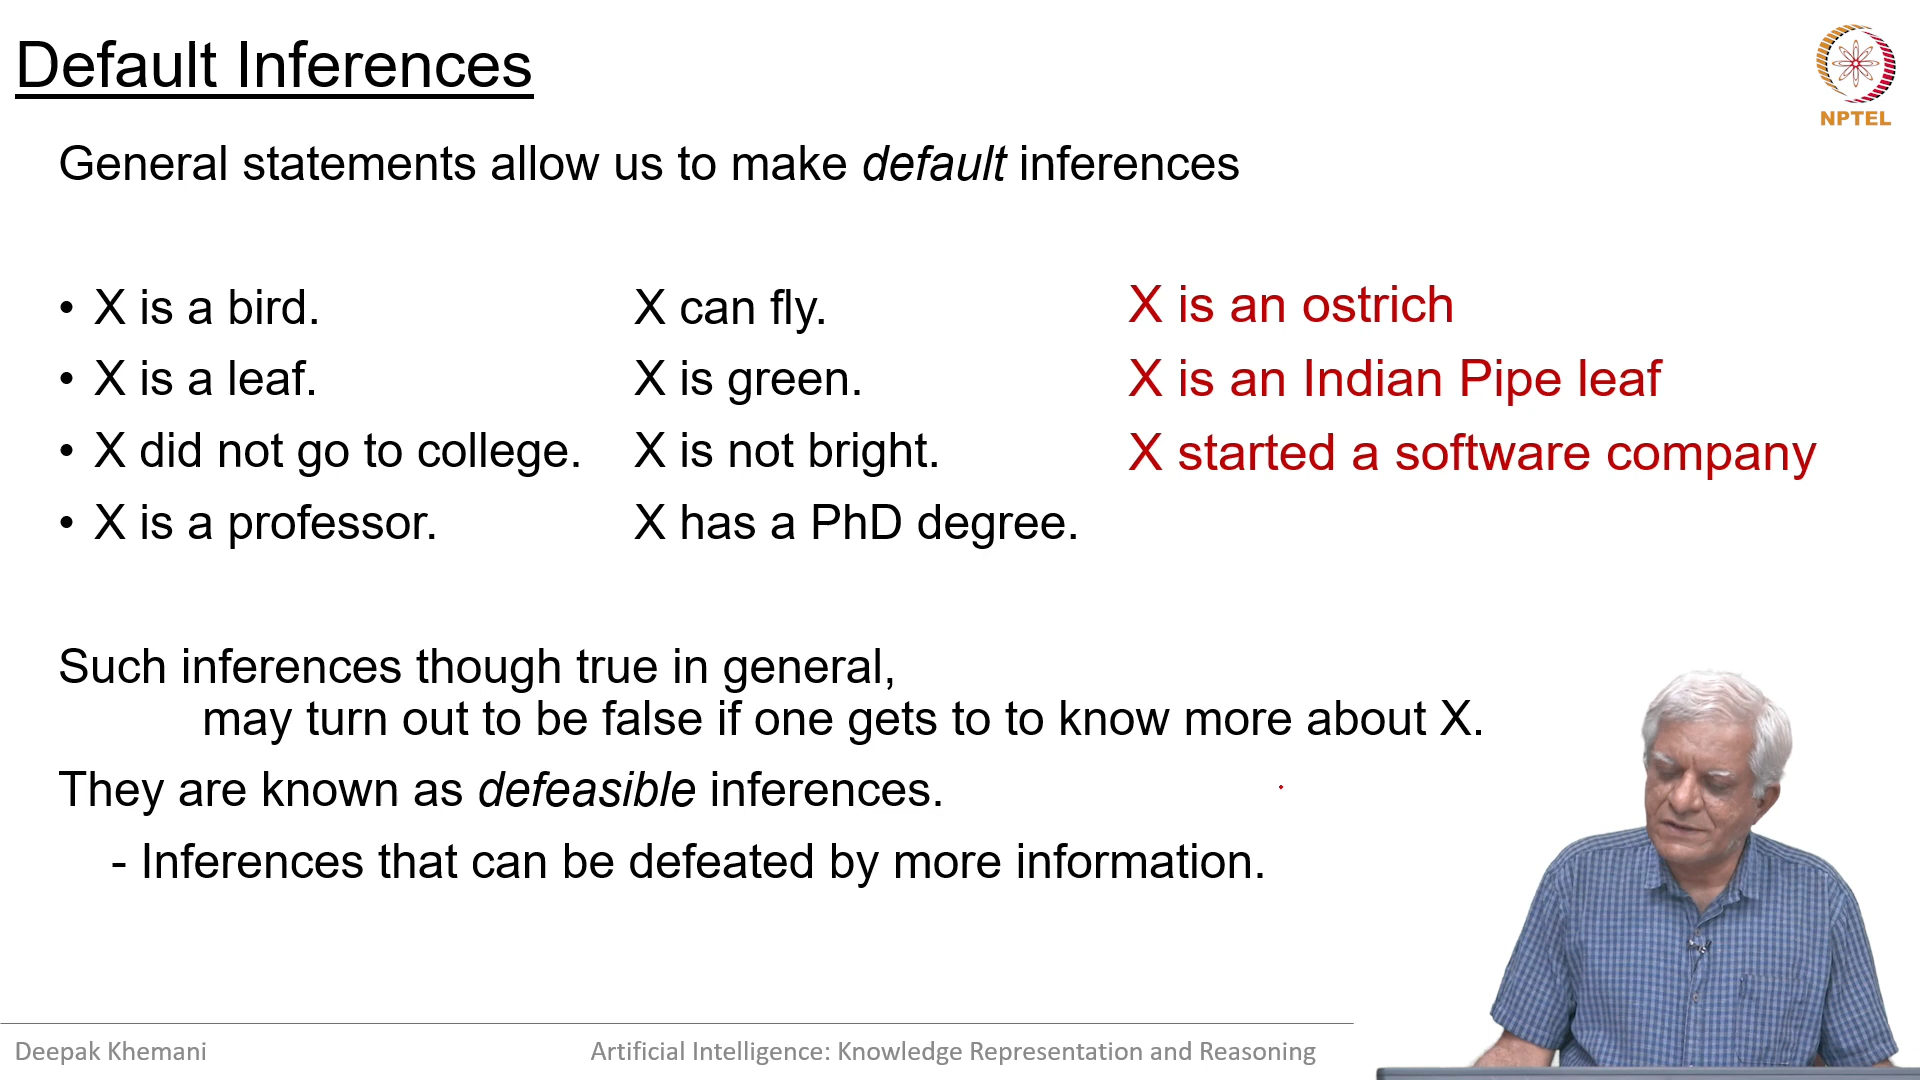 Default Inferences
NPTEL
General statements allow us to make default inferences
• X is a bird. X can fly. X is an ostrich
• X is a leaf. X is green. X is an Indian Pipe leaf
• X did not go to college. X is not bright. X started a software company
• X is a professor. X has a PhD degree.
Such inferences though true in general,
may turn out to be false if one gets to to know more about X.
They are known as defeasible inferences.
- Inferences that can be defeated by more information.
Deepak Khemani Artificial Intelligence: Knowledge Representation and Reasoning